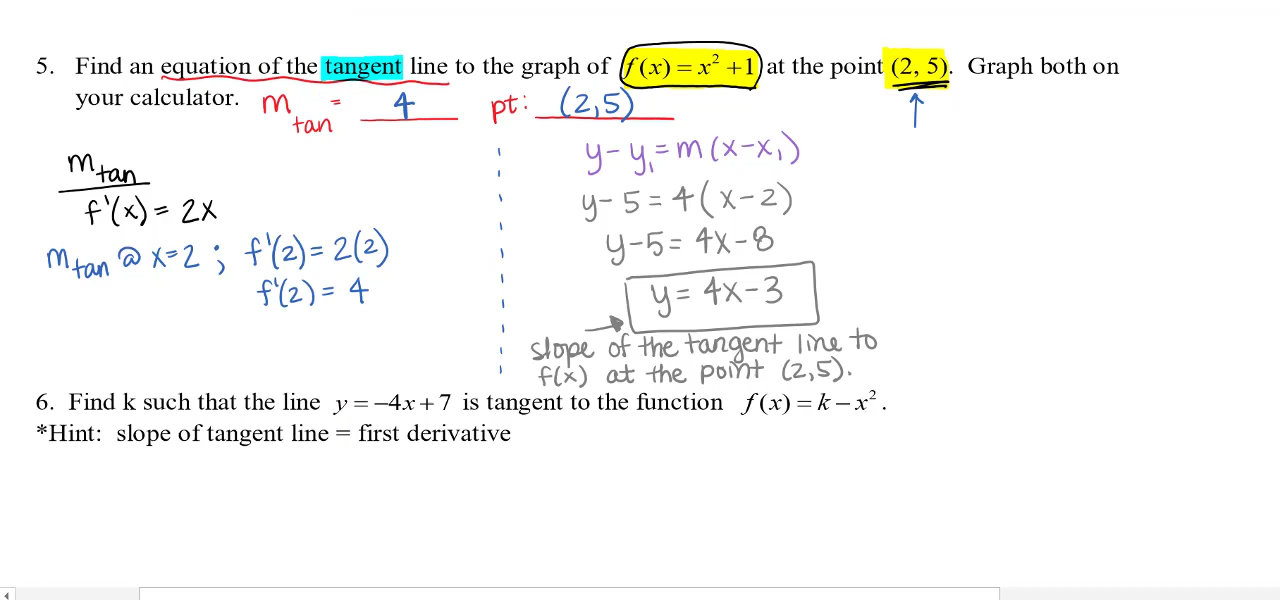 5. Find an equation of the tangent line to the graph of f(x) = x² + 1 at the point (2, 5). Graph both on
your calculator. m tan = 4 pt: (2,5)
m tan
f'(x) = 2x
m tan @ x=2 ; f'(2) = 2(2)
f'(2) = 4
y - y₁ = m(x - x₁)
y - 5 = 4(x - 2)
y - 5 = 4x - 8
y = 4x - 3
slope of the tangent line to
f(x) at the point (2,5).
6. Find k such that the line y = −4x + 7 is tangent to the function f(x) = k − x².
*Hint: slope of tangent line = first derivative